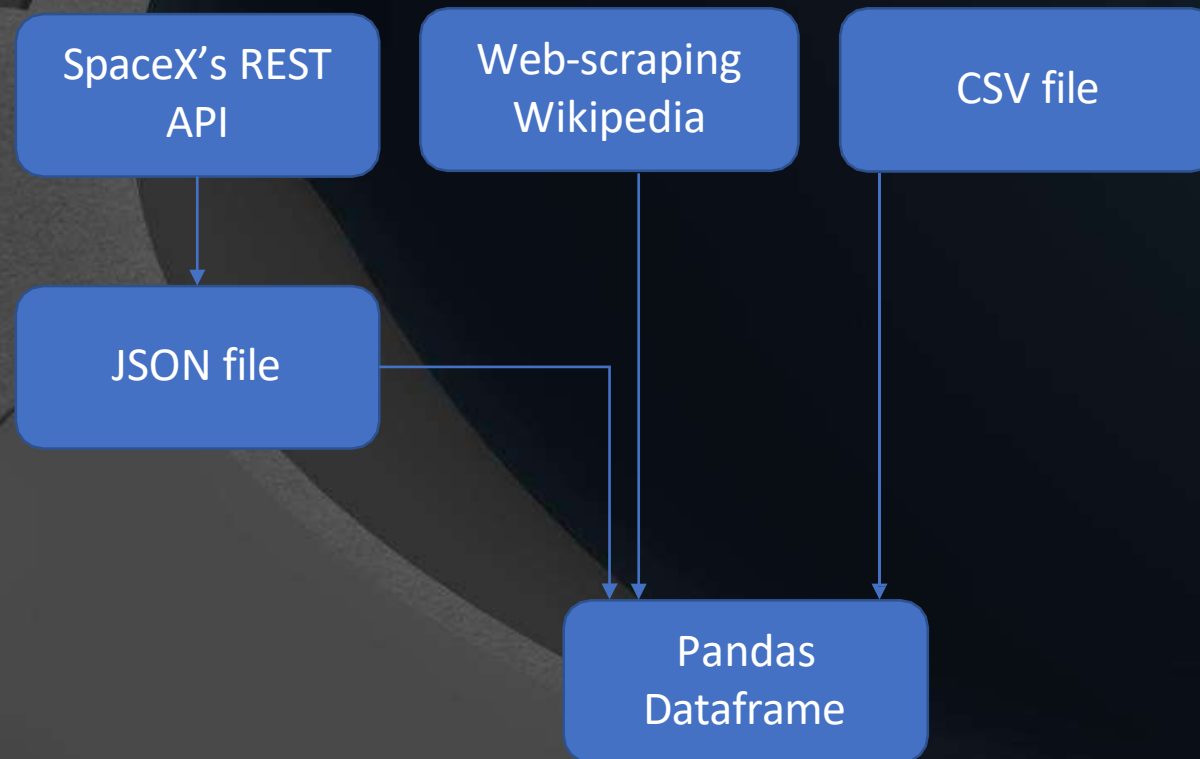 SpaceX’s REST
API
Web-scraping
Wikipedia
CSV file
JSON file
Pandas
Dataframe